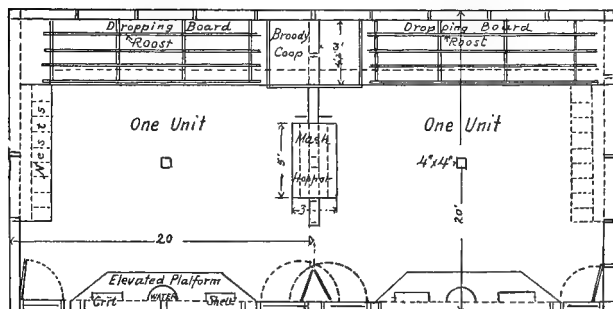 Dropping Board
Roost
Broody
Coop
3'
Dropping Board
Roost
Nests
One Unit
One Unit
Mash
Hopper
5'
3
4"x4"
20
20'
Elevated Platform
Grit
WATER
Shell